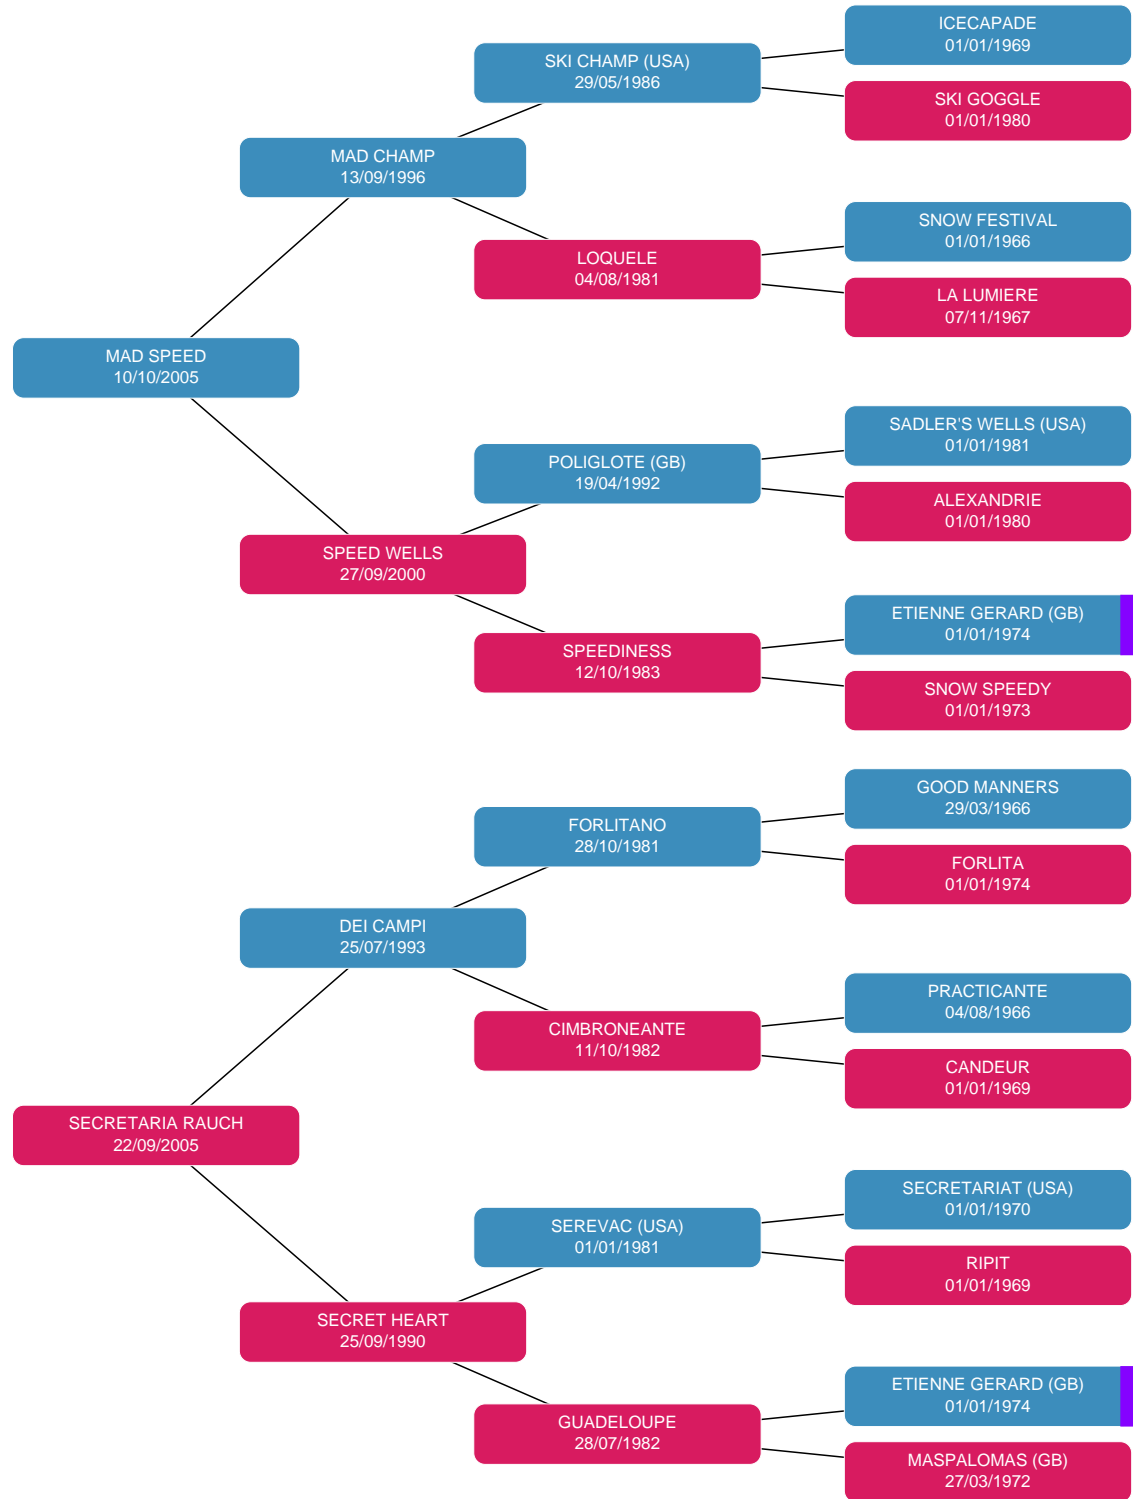 ICECAPADE
01/01/1969
SKI CHAMP (USA)
29/05/1986
SKI GOGGLE
01/01/1980
MAD CHAMP
13/09/1996
SNOW FESTIVAL
01/01/1966
LOQUELE
04/08/1981
LA LUMIERE
07/11/1967
MAD SPEED
10/10/2005
SADLER'S WELLS (USA)
01/01/1981
POLIGLOTE (GB)
19/04/1992
ALEXANDRIE
01/01/1980
SPEED WELLS
27/09/2000
ETIENNE GERARD (GB)
01/01/1974
SPEEDINESS
12/10/1983
SNOW SPEEDY
01/01/1973
GOOD MANNERS
29/03/1966
FORLITANO
28/10/1981
FORLITA
01/01/1974
DEI CAMPI
25/07/1993
PRACTICANTE
04/08/1966
CIMBRONEANTE
11/10/1982
CANDEUR
01/01/1969
SECRETARIA RAUCH
22/09/2005
SECRETARIAT (USA)
01/01/1970
SEREVAC (USA)
01/01/1981
RIPIT
01/01/1969
SECRET HEART
25/09/1990
ETIENNE GERARD (GB)
01/01/1974
GUADELOUPE
28/07/1982
MASPALOMAS (GB)
27/03/1972